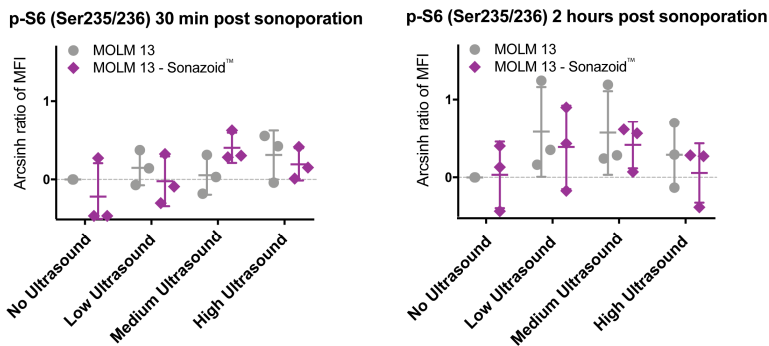 p-S6 (Ser235/236) 30 min post sonoporation
MOLM 13
MOLM 13 - Sonazoid™
Arcsinh ratio of MFI
1
0
No Ultrasound
Low Ultrasound
Medium Ultrasound
High Ultrasound
p-S6 (Ser235/236) 2 hours post sonoporation
MOLM 13
MOLM 13 - Sonazoid™
Arcsinh ratio of MFI
1
0
No Ultrasound
Low Ultrasound
Medium Ultrasound
High Ultrasound